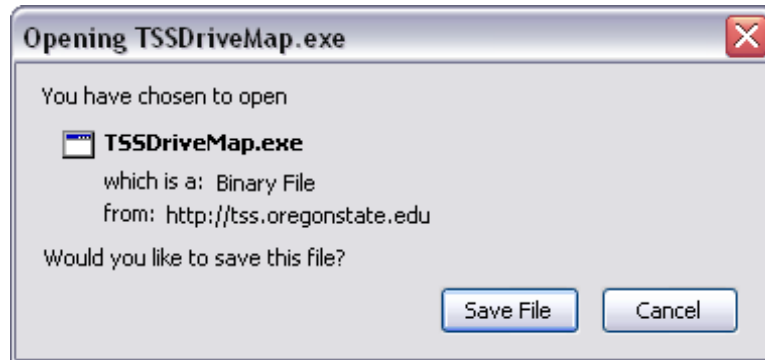 Opening TSSDriveMap.exe
You have chosen to open
TSSDriveMap.exe
which is a: Binary File
from: http://tss.oregonstate.edu
Would you like to save this file?
Save File Cancel